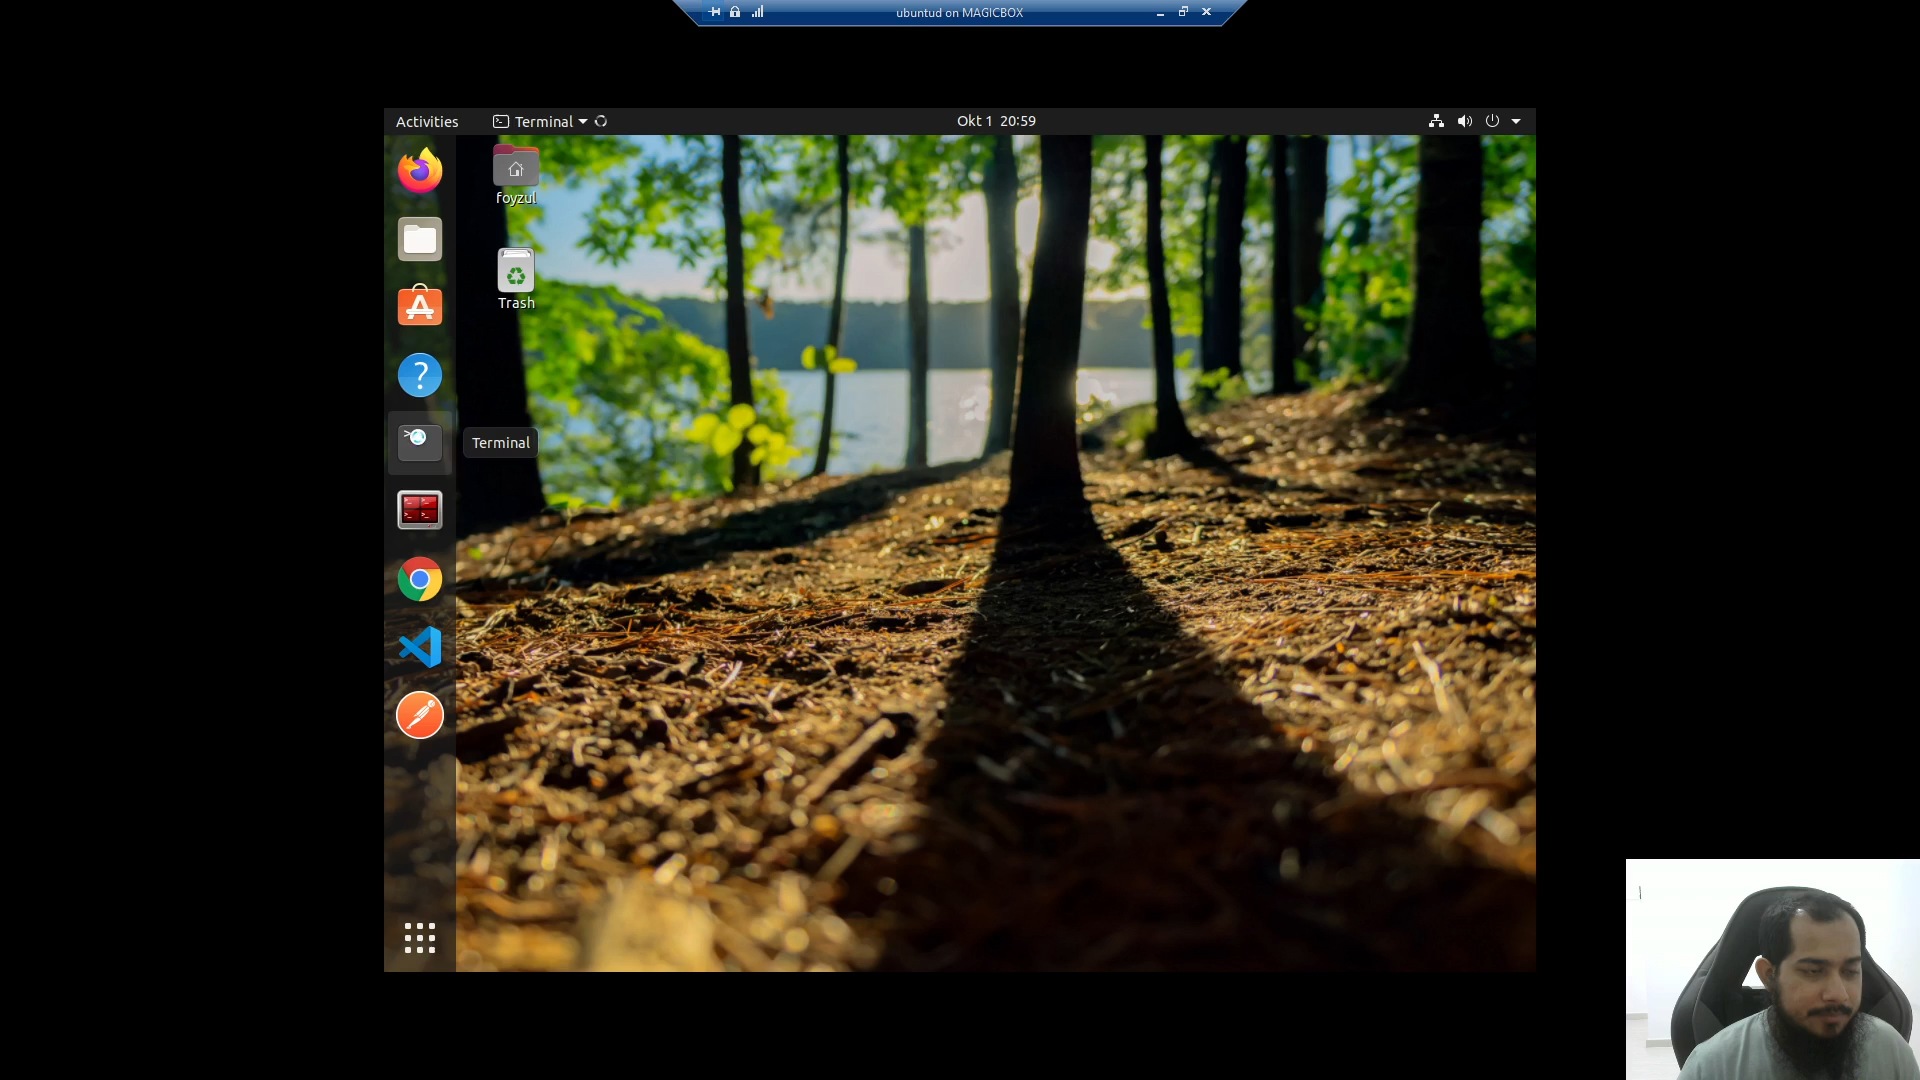 ubuntud on MAGICBOX
Activities
Terminal
Okt 1 20:59
foyzul
Trash
Terminal